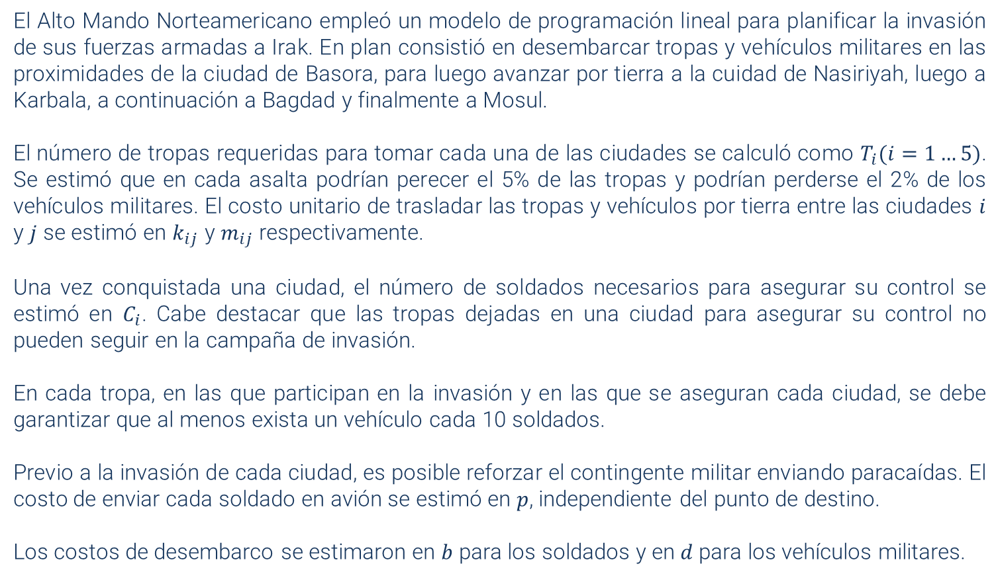 El Alto Mando Norteamericano empleó un modelo de programación lineal para planificar la invasión
de sus fuerzas armadas a Irak. En plan consistió en desembarcar tropas y vehículos militares en las
proximidades de la ciudad de Basora, para luego avanzar por tierra a la cuidad de Nasiriyah, luego a
Karbala, a continuación a Bagdad y finalmente a Mosul.
El número de tropas requeridas para tomar cada una de las ciudades se calculó como T_i (i = 1 ... 5).
Se estimó que en cada asalta podrían perecer el 5% de las tropas y podrían perderse el 2% de los
vehículos militares. El costo unitario de trasladar las tropas y vehículos por tierra entre las ciudades i
y j se estimó en k_ij y m_ij respectivamente.
Una vez conquistada una ciudad, el número de soldados necesarios para asegurar su control se
estimó en C_i. Cabe destacar que las tropas dejadas en una ciudad para asegurar su control no
pueden seguir en la campaña de invasión.
En cada tropa, en las que participan en la invasión y en las que se aseguran cada ciudad, se debe
garantizar que al menos exista un vehículo cada 10 soldados.
Previo a la invasión de cada ciudad, es posible reforzar el contingente militar enviando paracaídas. El
costo de enviar cada soldado en avión se estimó en p, independiente del punto de destino.
Los costos de desembarco se estimaron en b para los soldados y en d para los vehículos militares.